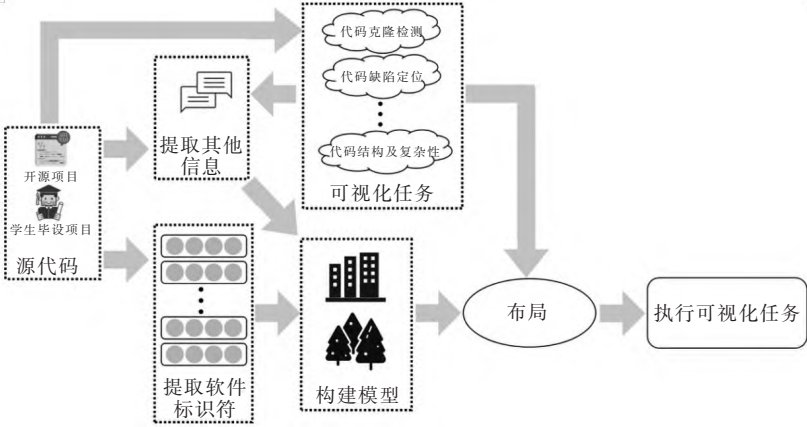 代码克隆检测
代码缺陷定位
代码结构及复杂性
可视化任务
提取其他
信息
开源项目
学生毕设项目
源代码
提取软件
标识符
构建模型
布局
执行可视化任务